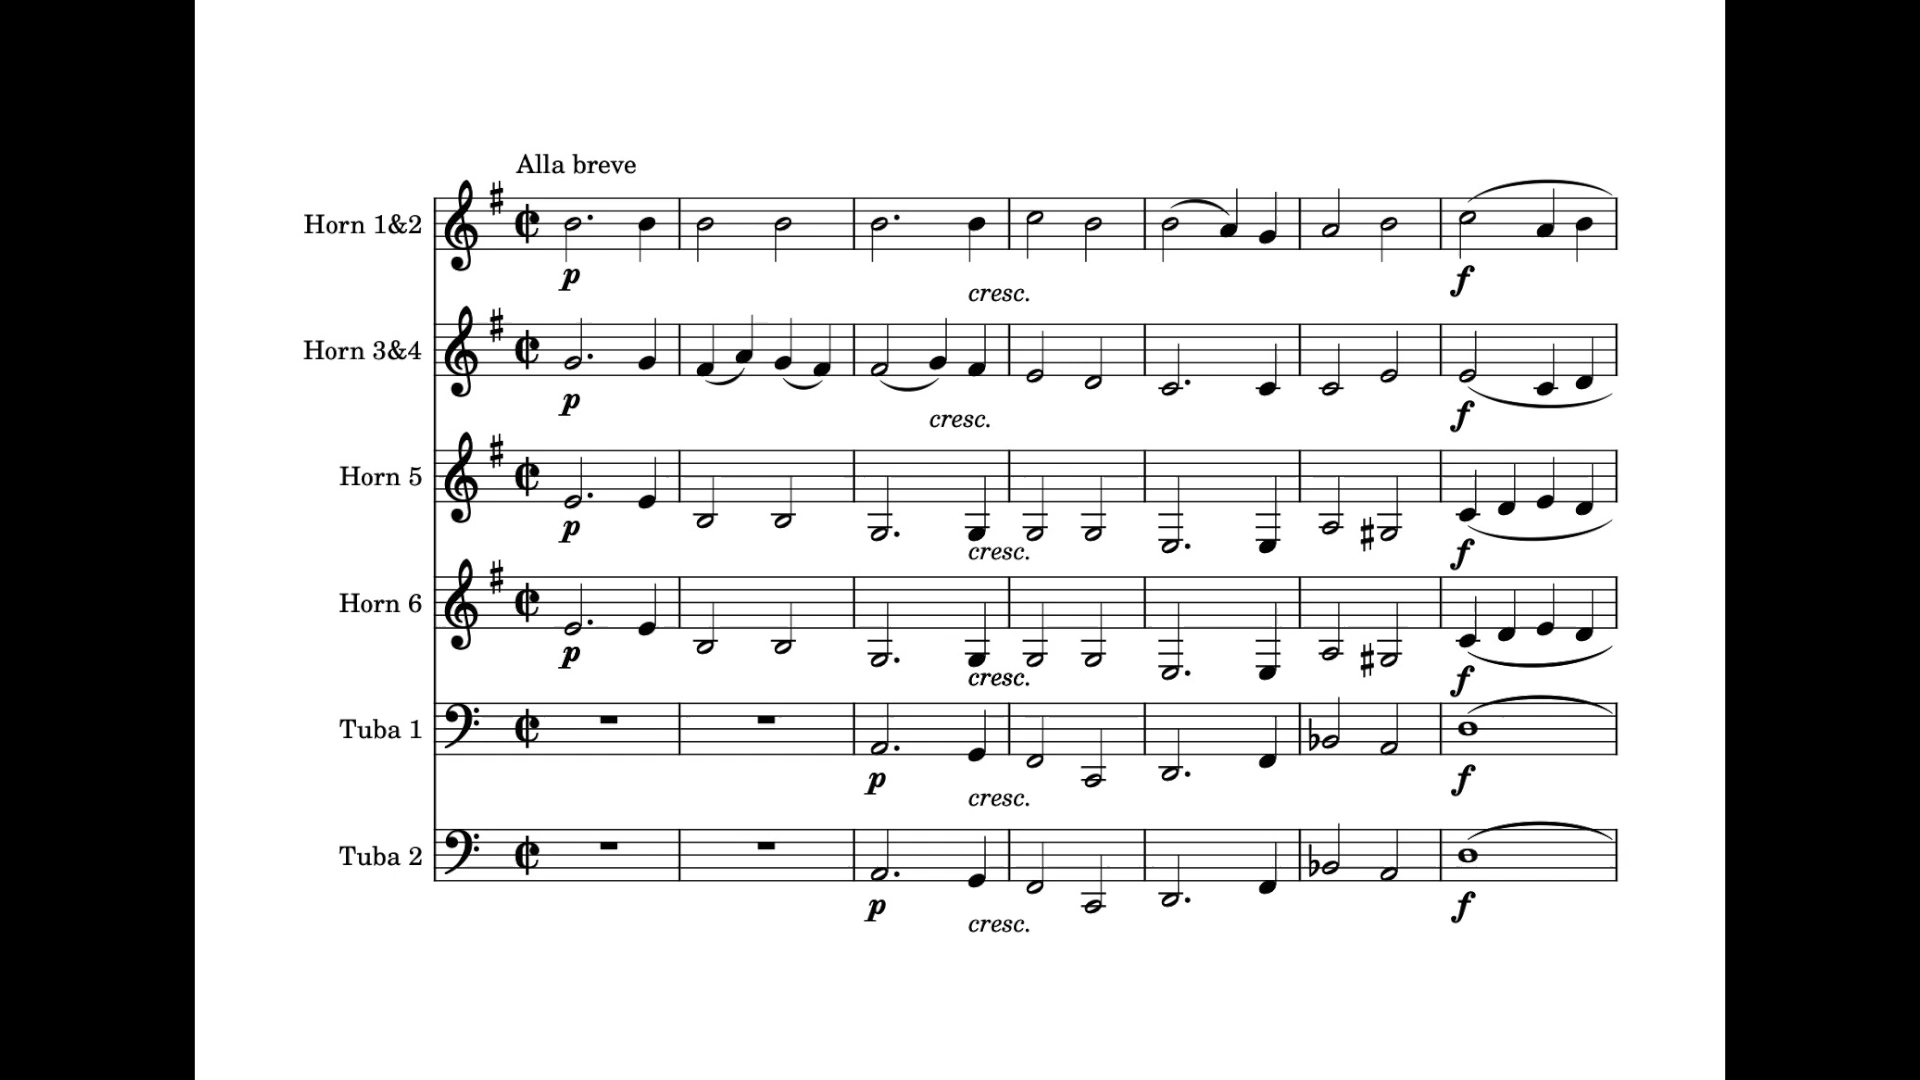 Alla breve
Horn 1&2
p
f
cresc.
Horn 3&4
p
f
cresc.
Horn 5
p
cresc.
f
Horn 6
p
cresc.
f
Tuba 1
p
f
cresc.
Tuba 2
p
f
cresc.